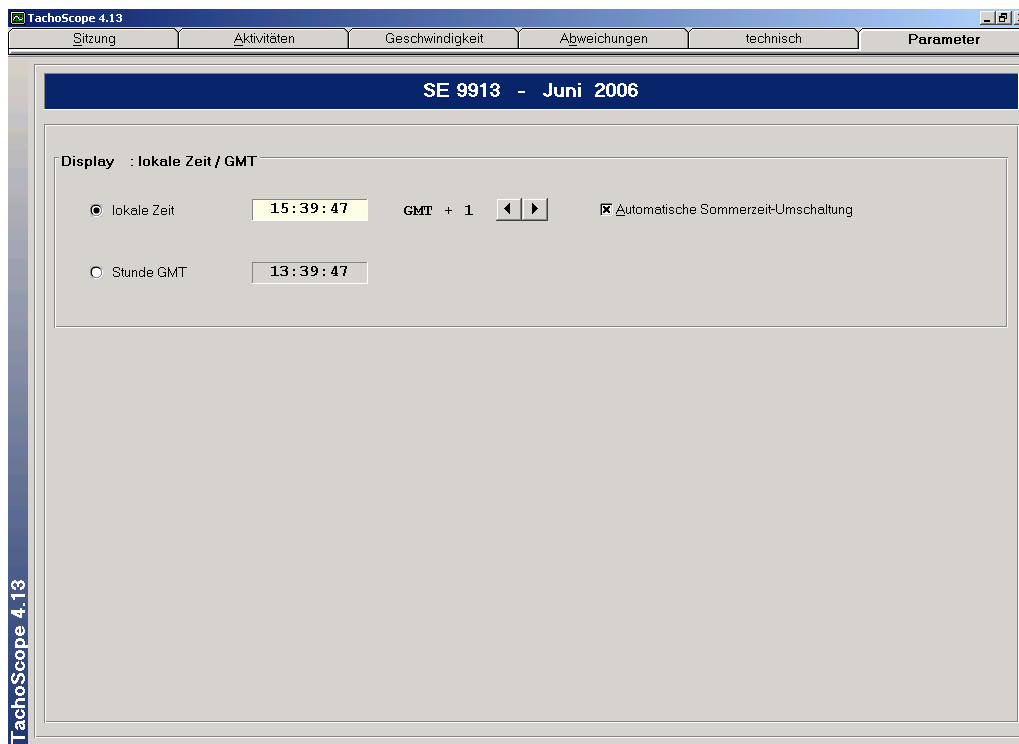 TachoScope 4.13
Sitzung Aktivitäten Geschwindigkeit Abweichungen technisch Parameter
SE 9913 - Juni 2006
Display : lokale Zeit / GMT
lokale Zeit 15:39:47 GMT + 1 Automatische Sommerzeit-Umschaltung
Stunde GMT 13:39:47
TachoScope 4.13